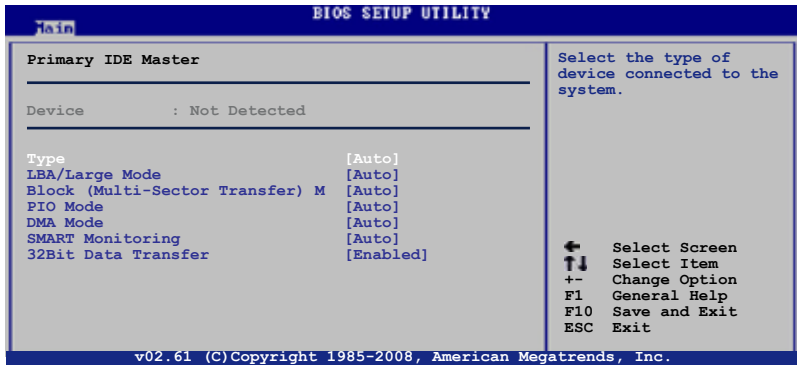 BIOS SETUP UTILITY
Main
Primary IDE Master
Device : Not Detected
Type [Auto]
LBA/Large Mode [Auto]
Block (Multi-Sector Transfer) M [Auto]
PIO Mode [Auto]
DMA Mode [Auto]
SMART Monitoring [Auto]
32Bit Data Transfer [Enabled]
Select the type of
device connected to the
system.
← Select Screen
↑↓ Select Item
+- Change Option
F1 General Help
F10 Save and Exit
ESC Exit
v02.61 (C)Copyright 1985-2008, American Megatrends, Inc.